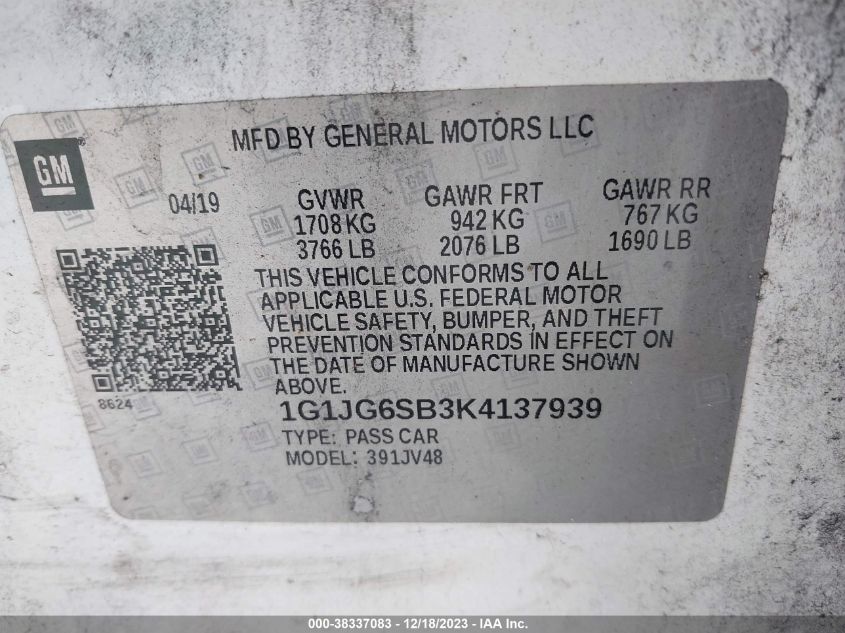 MFD BY GENERAL MOTORS LLC
GM
04/19
GVWR
1708 KG
3766 LB
GAWR FRT
942 KG
2076 LB
GAWR RR
767 KG
1690 LB
THIS VEHICLE CONFORMS TO ALL
APPLICABLE U.S. FEDERAL MOTOR
VEHICLE SAFETY, BUMPER, AND THEFT
PREVENTION STANDARDS IN EFFECT ON
THE DATE OF MANUFACTURE SHOWN
ABOVE.
8624
1G1JG6SB3K4137939
TYPE: PASS CAR
MODEL: 391JV48
000-38337083 - 12/18/2023 - IAA Inc.